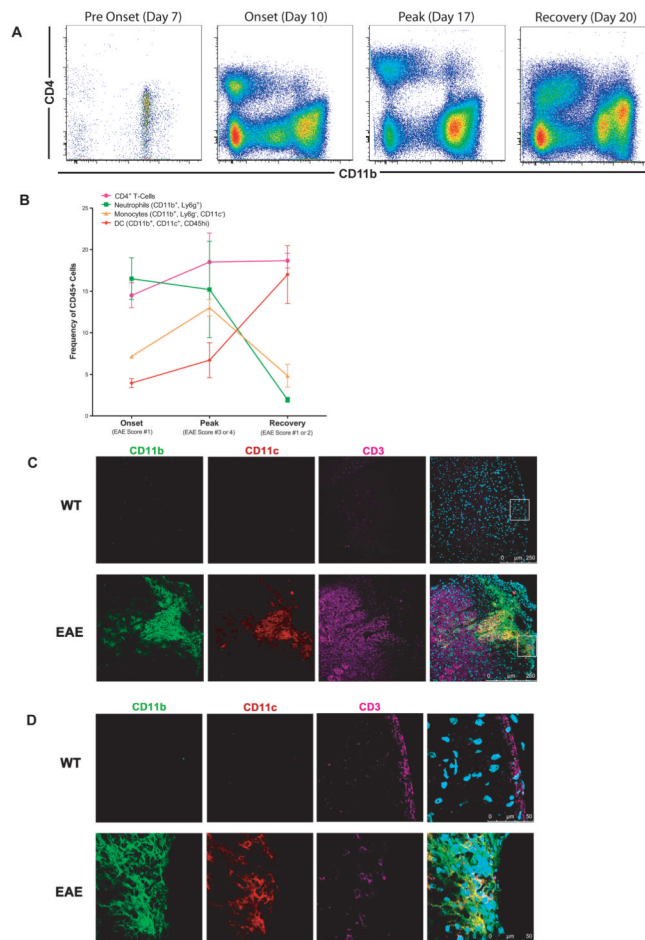 A
Pre Onset (Day 7) Onset (Day 10) Peak (Day 17) Recovery (Day 20)
CD4
CD11b
B
CD4⁺ T-Cells
Neutrophils (CD11b⁺, Ly6g⁺)
Monocytes (CD11b⁺, Ly6g⁻, CD11c⁻)
DC (CD11b⁺, CD11c⁺, CD45hi)
Frequency of CD45+ Cells
25
20
15
10
5
0
Onset Peak Recovery
(EAE Score #1) (EAE Score #3 or 4) (EAE Score #1 or 2)
C
CD11b CD11c CD3
WT
0 µm 250
EAE
D
CD11b CD11c CD3
WT
0 µm 50
EAE
0 µm 50